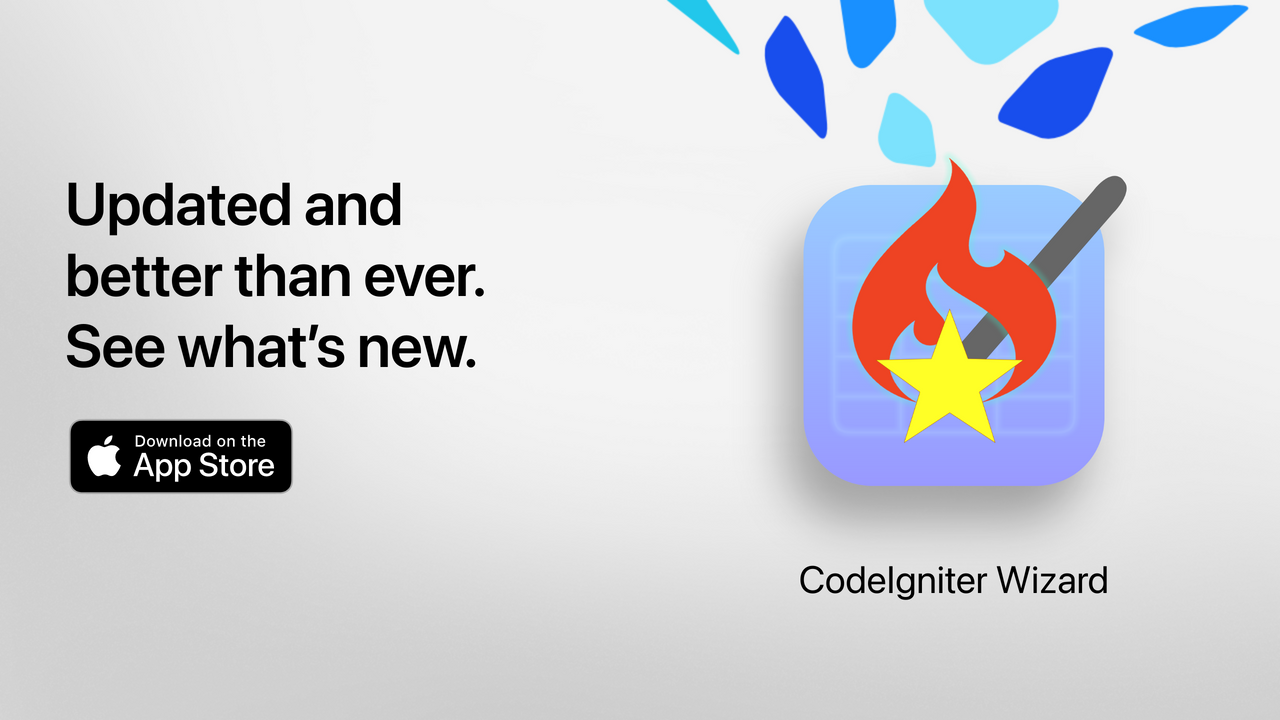 Updated and
better than ever.
See what’s new.
Download on the
App Store
CodeIgniter Wizard